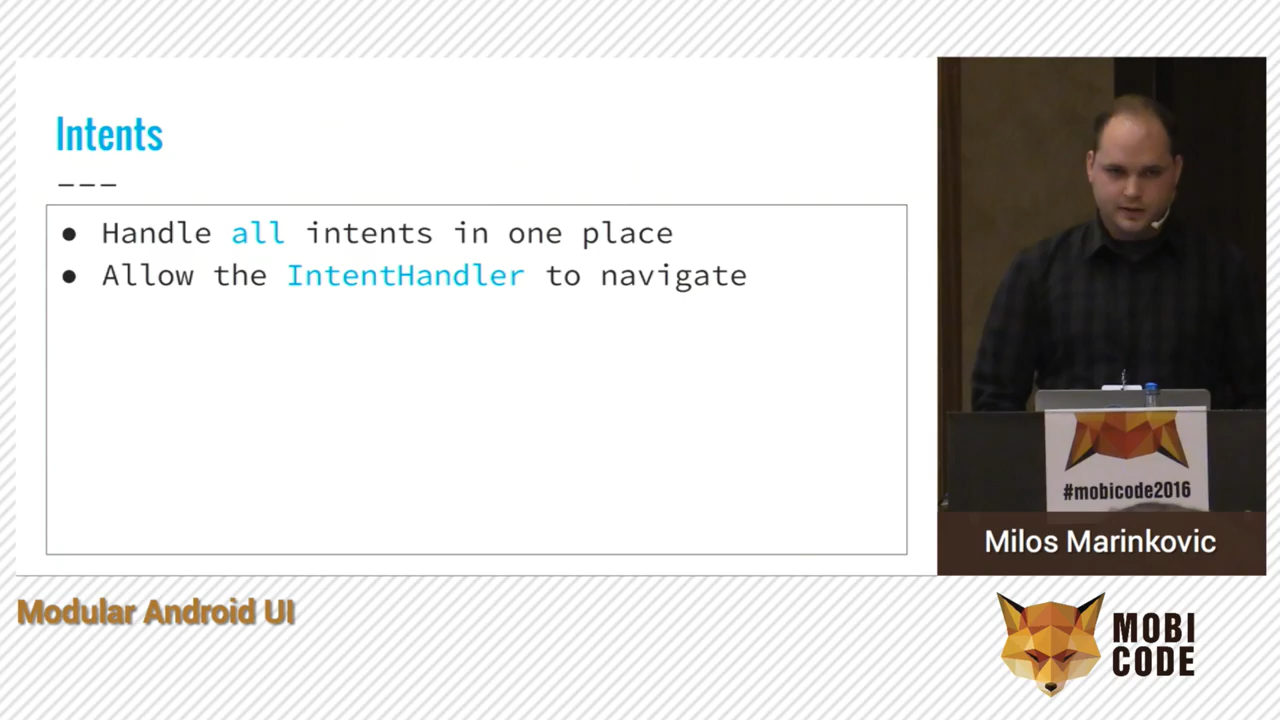 Intents
---
● Handle all intents in one place
● Allow the IntentHandler to navigate
#mobicode2016
Milos Marinkovic
Modular Android UI
MOBI
CODE